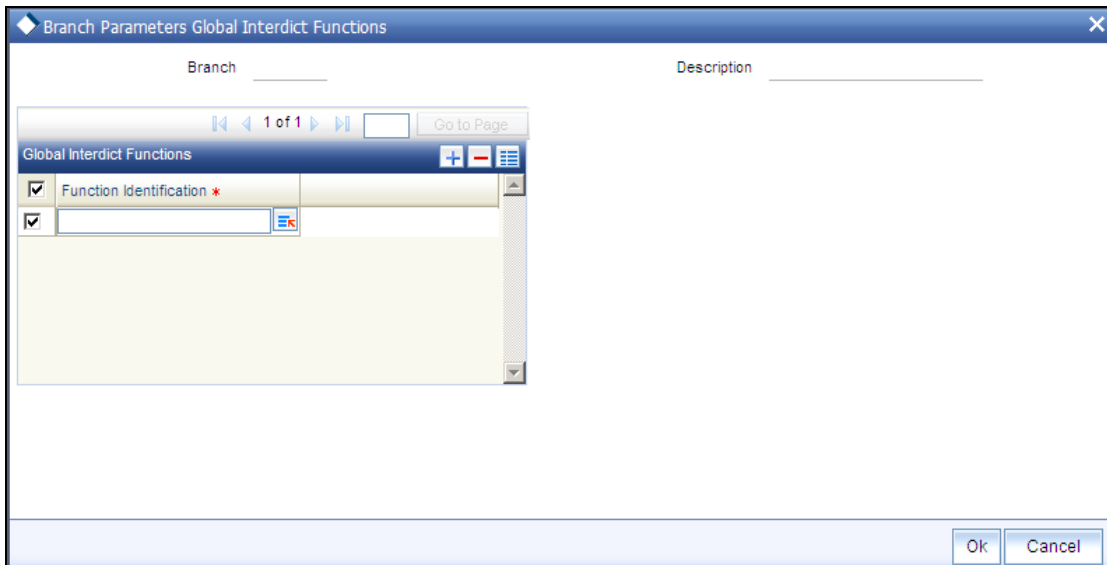 Branch Parameters Global Interdict Functions
Branch
Description
1 of 1
Go to Page
Global Interdict Functions
Function Identification *
Ok
Cancel